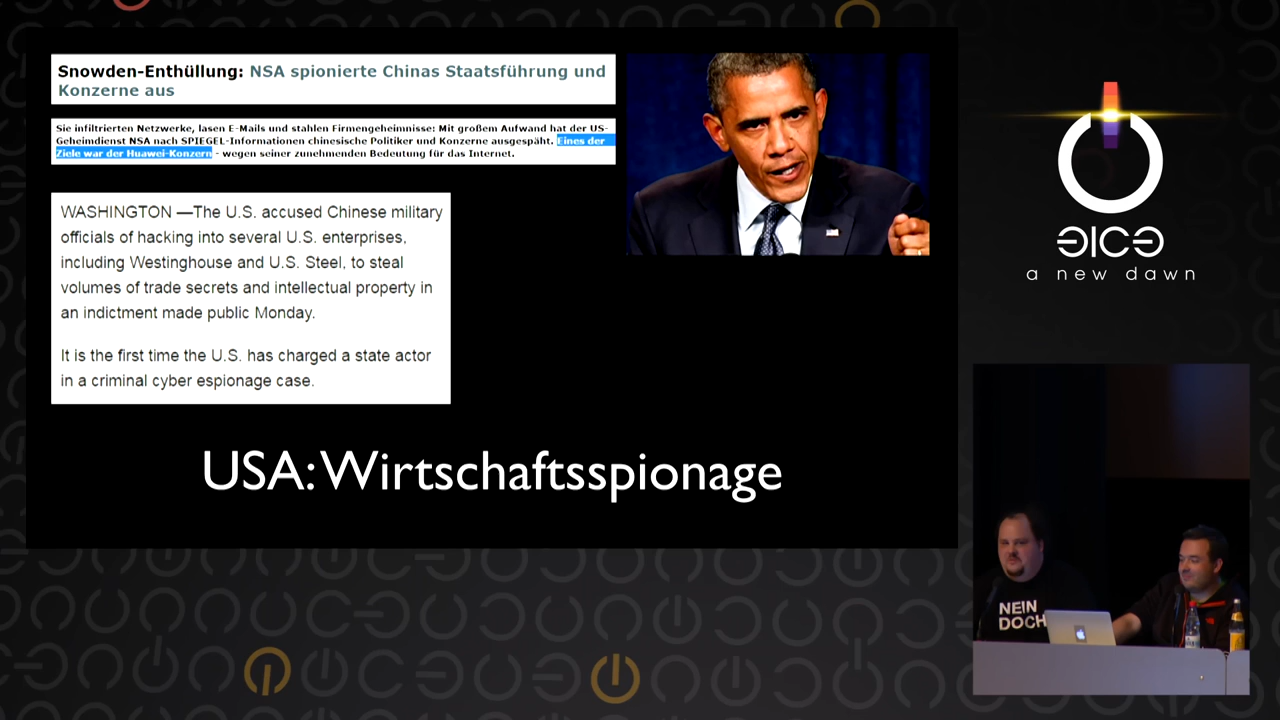 Snowden-Enthüllung: NSA spionierte Chinas Staatsführung und
Konzerne aus
Sie infiltrierten Netzwerke, lasen E-Mails und stahlen Firmengeheimnisse: Mit großem Aufwand hat der US-
Geheimdienst NSA nach SPIEGEL-Informationen chinesische Politiker und Konzerne ausgespäht. Eines der
Ziele war der Huawei-Konzern - wegen seiner zunehmenden Bedeutung für das Internet.
WASHINGTON —The U.S. accused Chinese military
officials of hacking into several U.S. enterprises,
including Westinghouse and U.S. Steel, to steal
volumes of trade secrets and intellectual property in
an indictment made public Monday.
It is the first time the U.S. has charged a state actor
in a criminal cyber espionage case.
USA: Wirtschaftsspionage
a new dawn
NEIN
DOCH